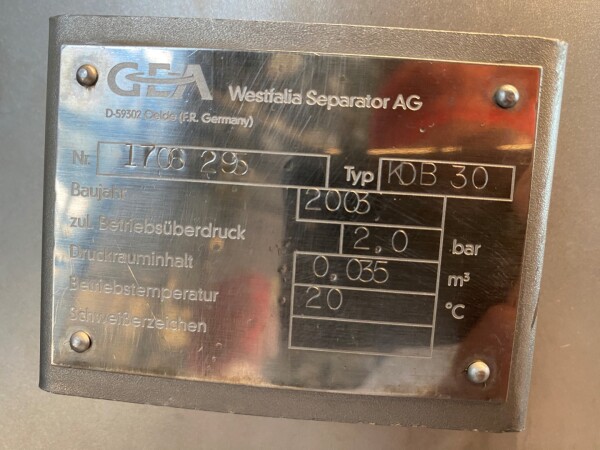 GEA Westfalia Separator AG
D-59302 Oelde (F.R. Germany)
Nr. 1708 295 Typ KDB 30
Baujahr 2003
zul. Betriebsüberdruck 2.0 bar
Druckrauminhalt 0,035 m³
Betriebstemperatur 20 °C
Schweißerzeichen